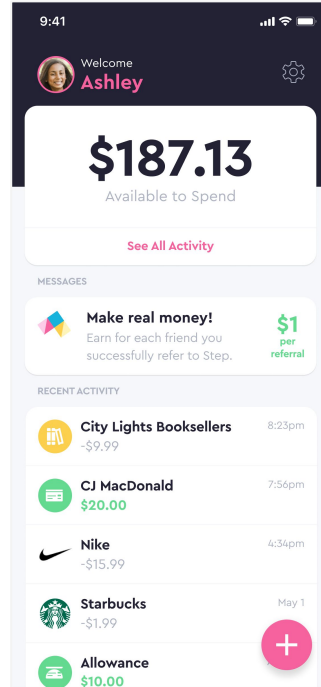 9:41
Welcome
Ashley
$187.13
Available to Spend
See All Activity
MESSAGES
Make real money!
Earn for each friend you
successfully refer to Step.
$1
per
referral
RECENT ACTIVITY
City Lights Booksellers
8:23pm
-$9.99
CJ MacDonald
7:56pm
$20.00
Nike
4:34pm
-$15.99
Starbucks
May 1
-$1.99
Allowance
$10.00